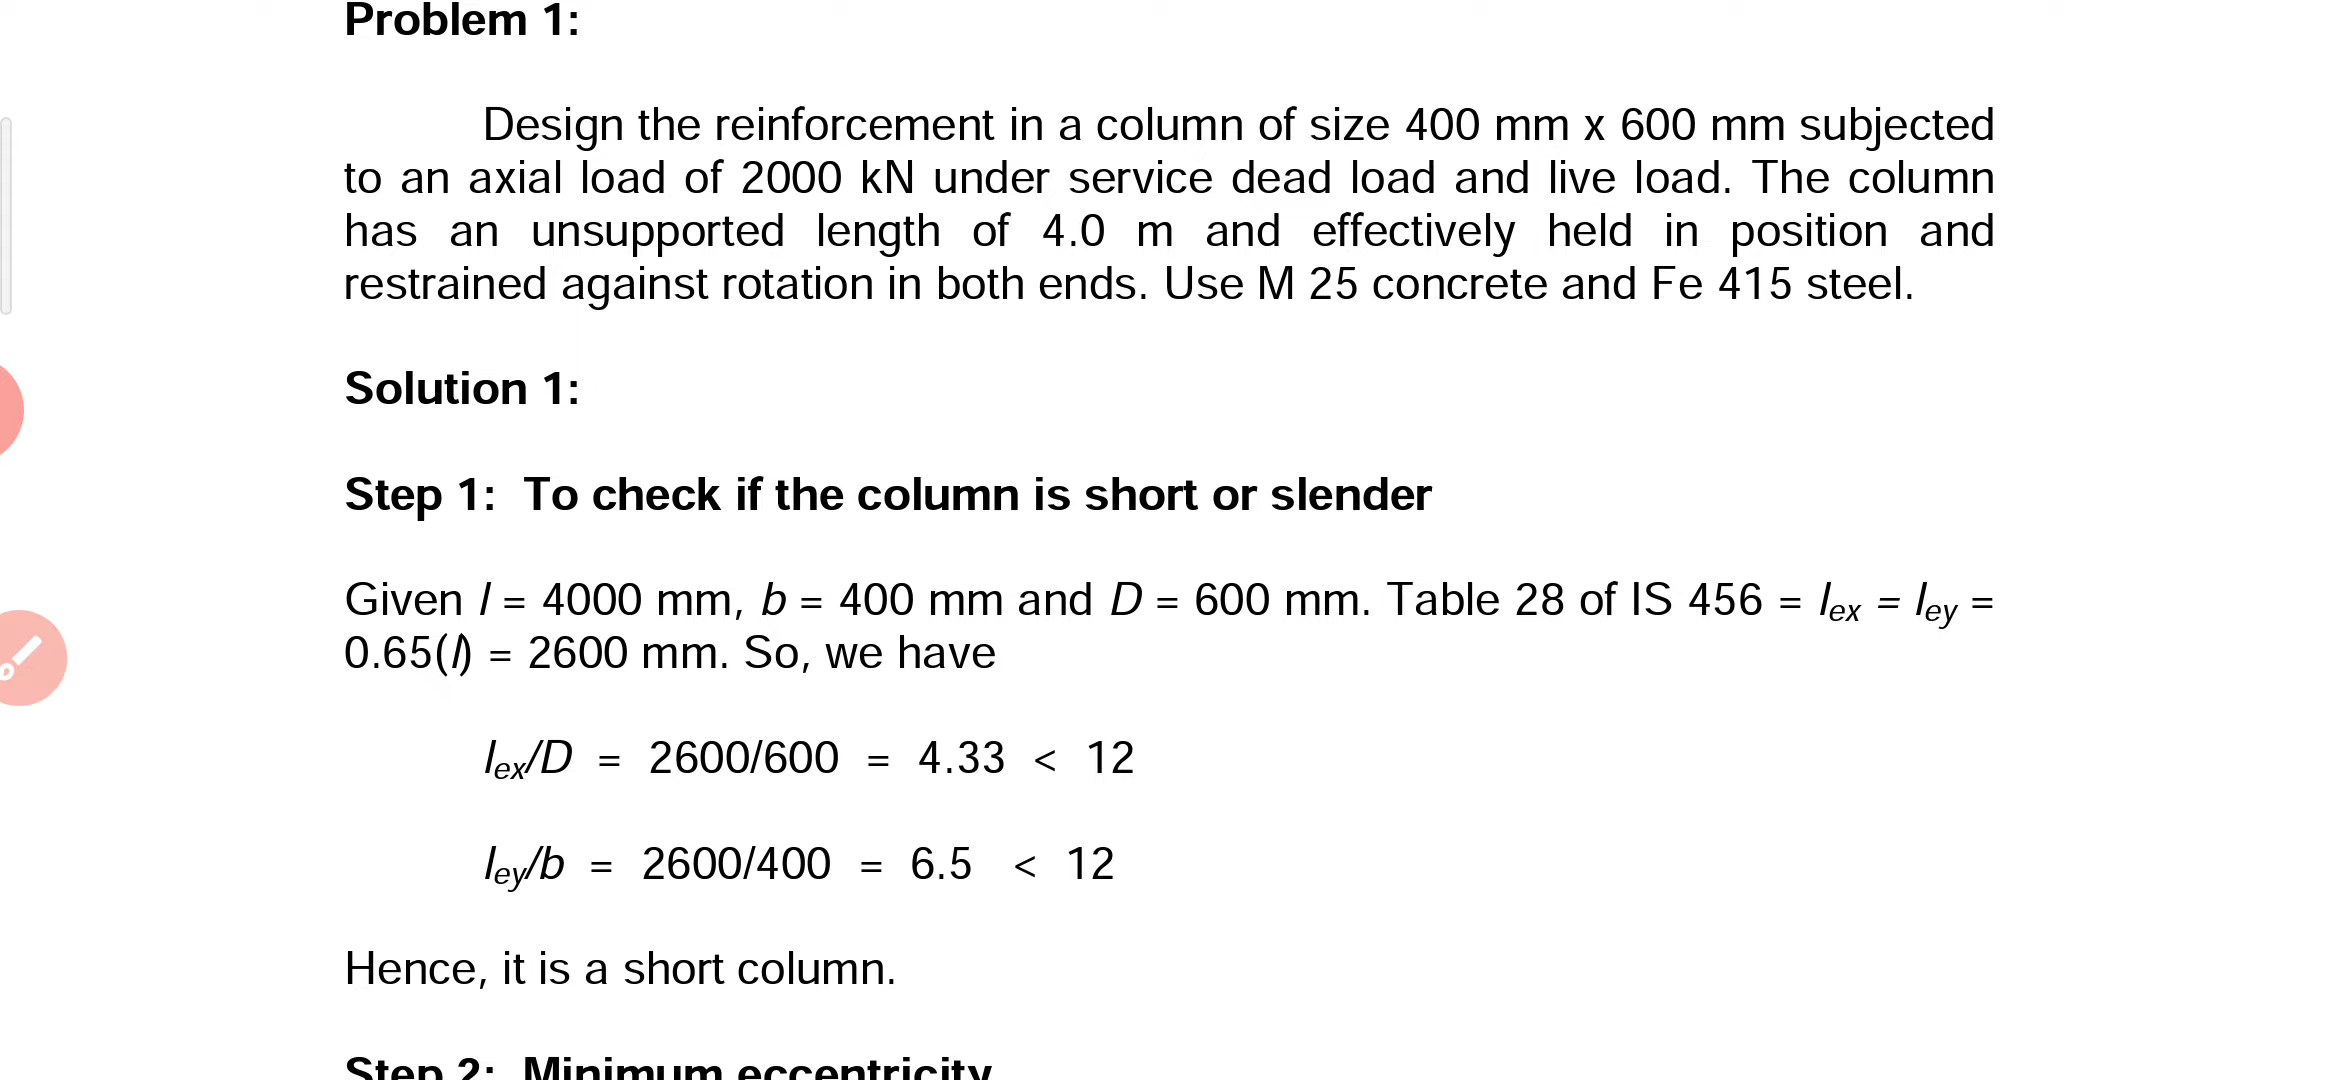 Problem 1:
Design the reinforcement in a column of size 400 mm x 600 mm subjected
to an axial load of 2000 kN under service dead load and live load. The column
has an unsupported length of 4.0 m and effectively held in position and
restrained against rotation in both ends. Use M 25 concrete and Fe 415 steel.
Solution 1:
Step 1: To check if the column is short or slender
Given l = 4000 mm, b = 400 mm and D = 600 mm. Table 28 of IS 456 = lex = ley =
0.65(l) = 2600 mm. So, we have
lex/D = 2600/600 = 4.33 < 12
ley/b = 2600/400 = 6.5 < 12
Hence, it is a short column.
Step 2: Minimum eccentricity